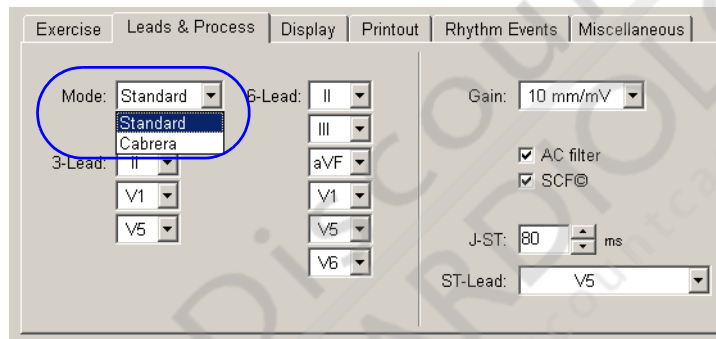 Exercise Leads & Process Display Printout Rhythm Events Miscellaneous
Mode: Standard 6-Lead: II Gain: 10 mm/mV
Standard III
Cabrera
3-Lead: II aVF AC filter
V1 V1 SCF©
V5 V5 J-ST: 80 ms
V6
ST-Lead: V5
Discount
CARDIOLOGY